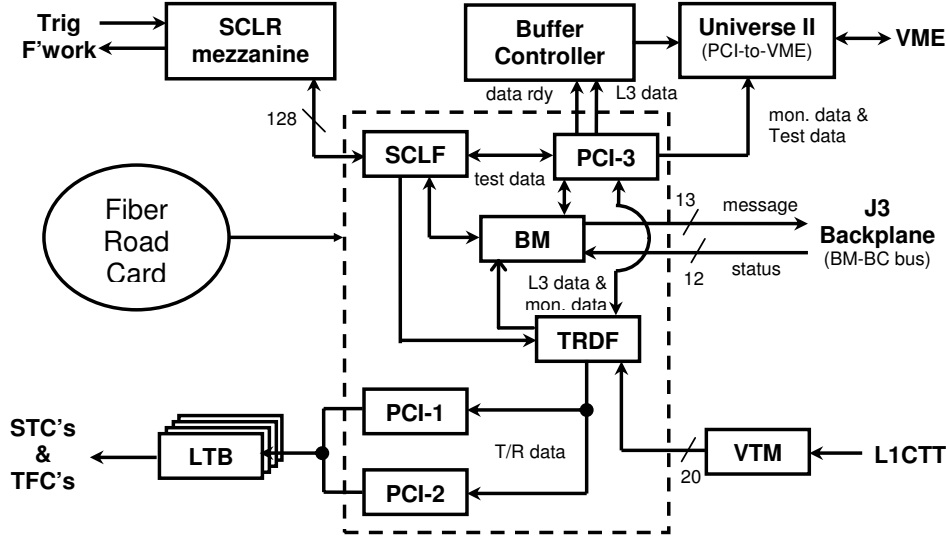 Trig
F'work
SCLR
mezzanine
Buffer
Controller
Universe II
(PCI-to-VME)
VME
data rdy
L3 data
128
mon. data &
Test data
SCLF
PCI-3
test data
Fiber
Road
Card
BM
13
message
J3
Backplane
(BM-BC bus)
12
status
L3 data &
mon. data
TRDF
PCI-1
STC's
&
TFC's
LTB
T/R data
PCI-2
20
VTM
L1CTT